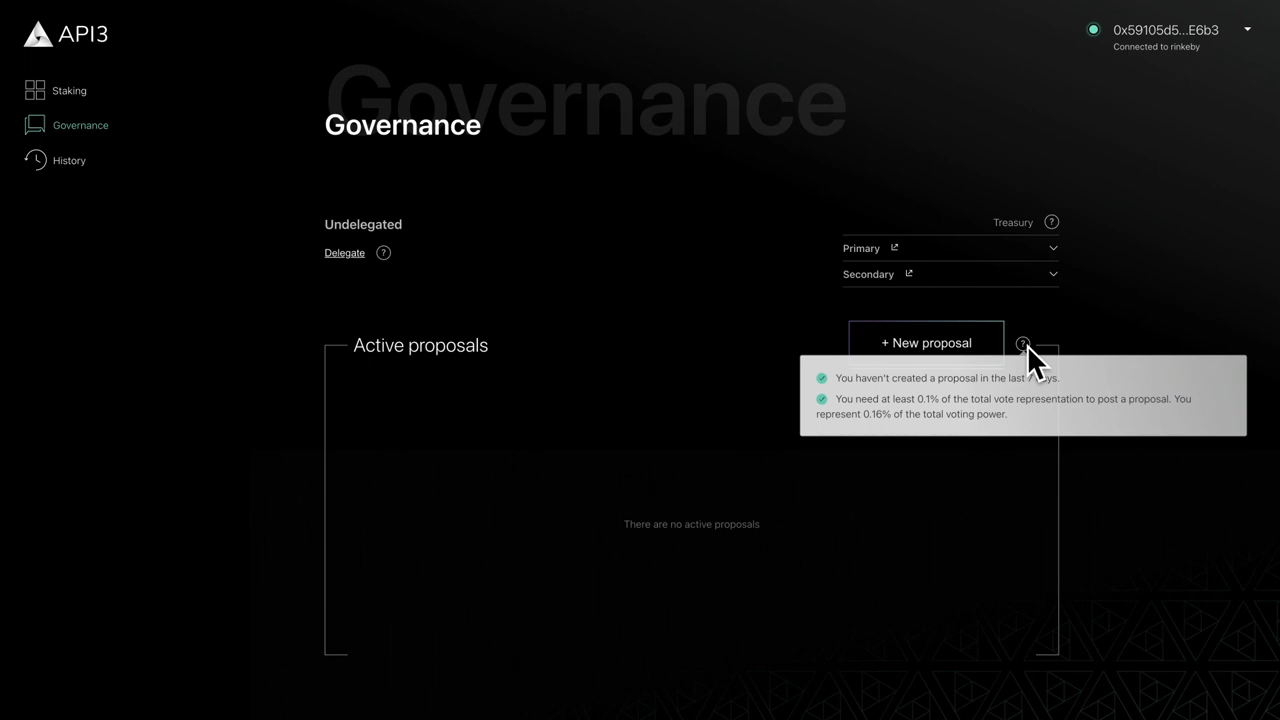 API3
0x59105d5...E6b3
Connected to rinkeby
Staking
Governance
History
Governance
Governance
Undelegated
Delegate ?
Treasury ?
Primary
Secondary
Active proposals
+ New proposal ?
You haven't created a proposal in the last 7
You need at least 0.1% of the total vote representation to post a proposal. You
represent 0.16% of the total voting power.
There are no active proposals